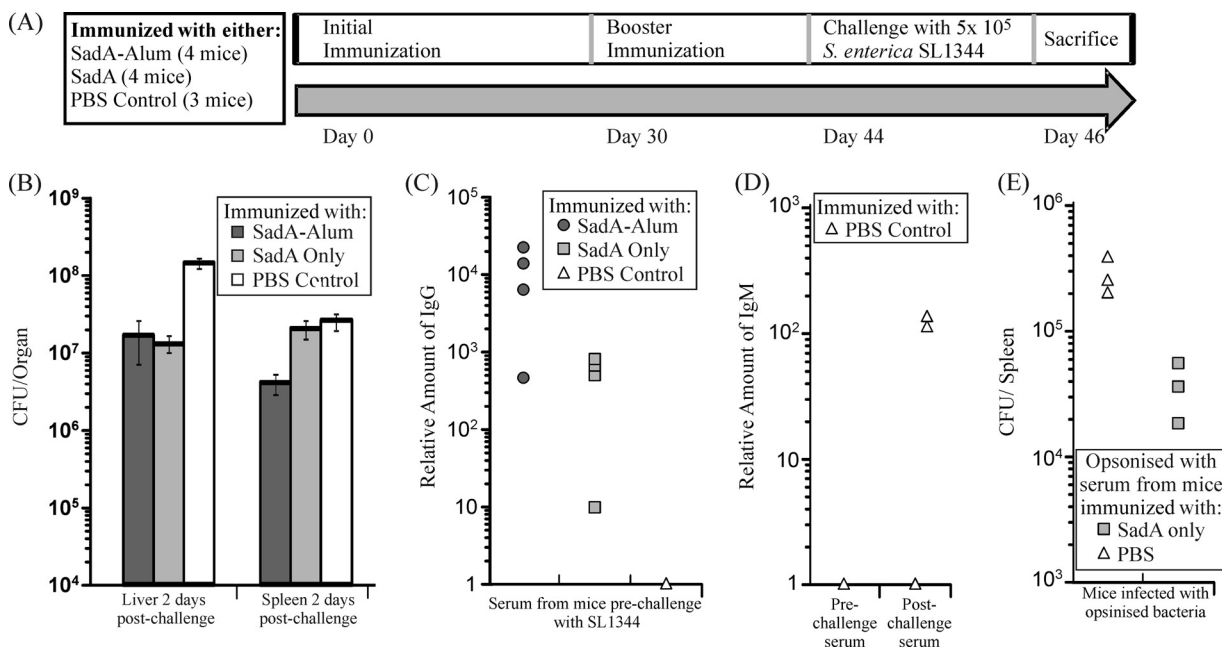 (A)
Immunized with either:
SadA-Alum (4 mice)
SadA (4 mice)
PBS Control (3 mice)
Initial
Immunization
Booster
Immunization
Challenge with 5x 10⁵
S. enterica SL1344
Sacrifice
Day 0
Day 30
Day 44
Day 46
(B)
CFU/Organ
10⁹
10⁸
10⁷
10⁶
10⁵
10⁴
Immunized with:
SadA-Alum
SadA Only
PBS Control
Liver 2 days
post-challenge
Spleen 2 days
post-challenge
(C)
Relative Amount of IgG
10⁵
10⁴
10³
10²
10
1
Immunized with:
SadA-Alum
SadA Only
PBS Control
Serum from mice pre-challenge
with SL1344
(D)
Relative Amount of IgM
10³
10²
10
1
Immunized with:
PBS Control
Pre-
challenge
serum
Post-
challenge
serum
(E)
CFU/ Spleen
10⁶
10⁵
10⁴
10³
Opsonised with
serum from mice
immunized with:
SadA only
PBS
Mice infected with
opsinised bacteria